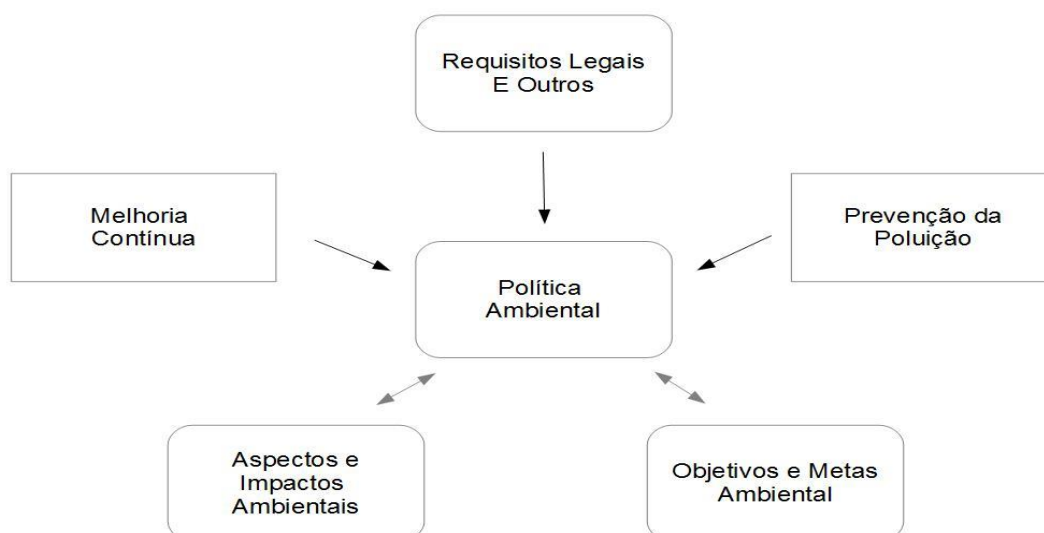 Requisitos Legais
E Outros
Melhoria
Contínua
Prevenção da
Poluição
Política
Ambiental
Aspectos e
Impactos
Ambientais
Objetivos e Metas
Ambiental